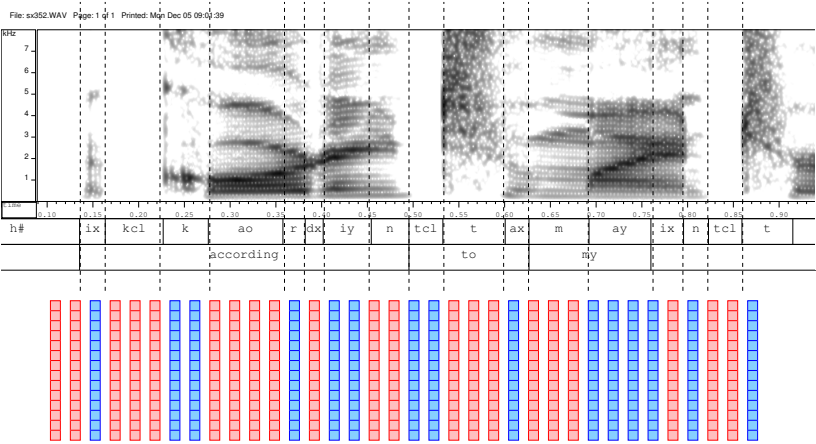 File: sx352.WAV Page: 1 of 1 Printed: Mon Dec 05 09:01:39
kHz
7
6
5
4
3
2
1
time
0.10 0.15 0.20 0.25 0.30 0.35 0.40 0.45 0.50 0.55 0.60 0.65 0.70 0.75 0.80 0.85 0.90
h# ix kcl k ao r dx iy n tcl t ax m ay ix n tcl t
according to my